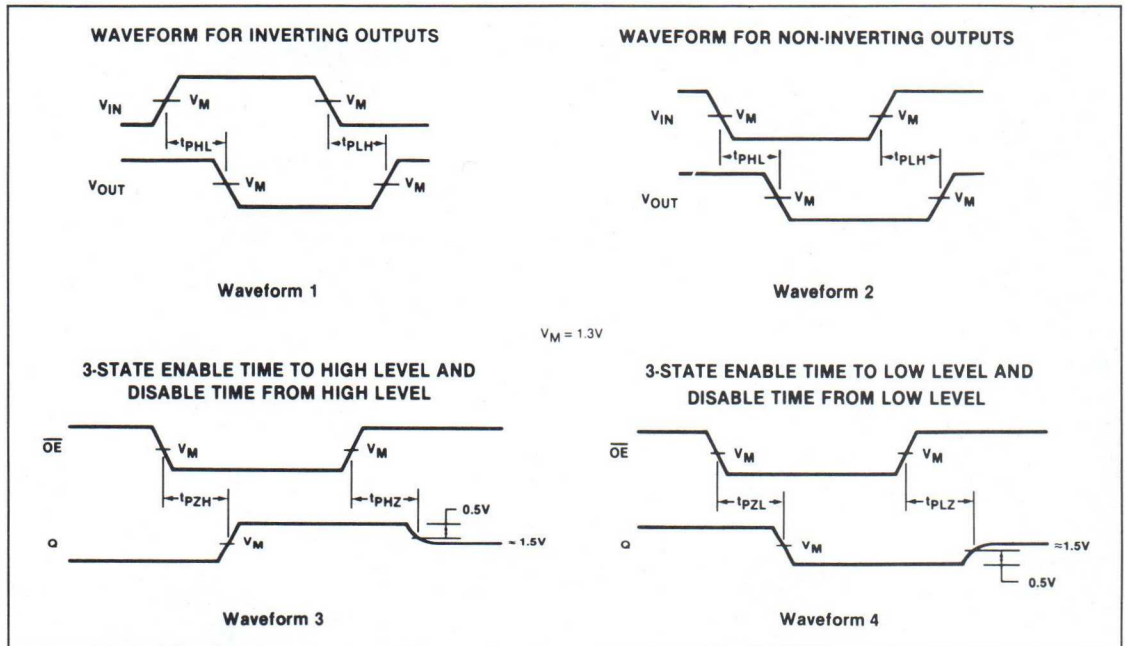 WAVEFORM FOR INVERTING OUTPUTS
VIN
VM
VM
tPHL
tPLH
VOUT
VM
VM
Waveform 1
WAVEFORM FOR NON-INVERTING OUTPUTS
VIN
VM
VM
tPHL
tPLH
VOUT
VM
VM
Waveform 2
VM = 1.3V
3-STATE ENABLE TIME TO HIGH LEVEL AND
DISABLE TIME FROM HIGH LEVEL
OE
VM
VM
tPZH
tPHZ
0.5V
Q
VM
≈ 1.5V
Waveform 3
3-STATE ENABLE TIME TO LOW LEVEL AND
DISABLE TIME FROM LOW LEVEL
OE
VM
VM
tPZL
tPLZ
Q
VM
≈1.5V
0.5V
Waveform 4